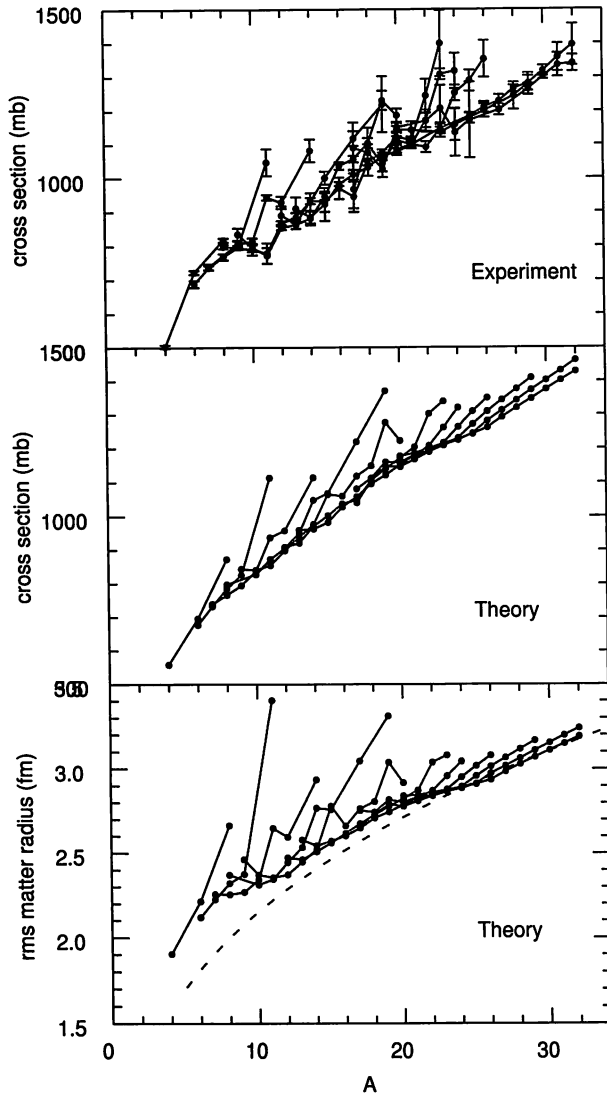 1500
1000
cross section (mb)
Experiment
1500
1000
cross section (mb)
Theory
3.0
2.5
2.0
1.5
rms matter radius (fm)
Theory
0
10
20
30
A